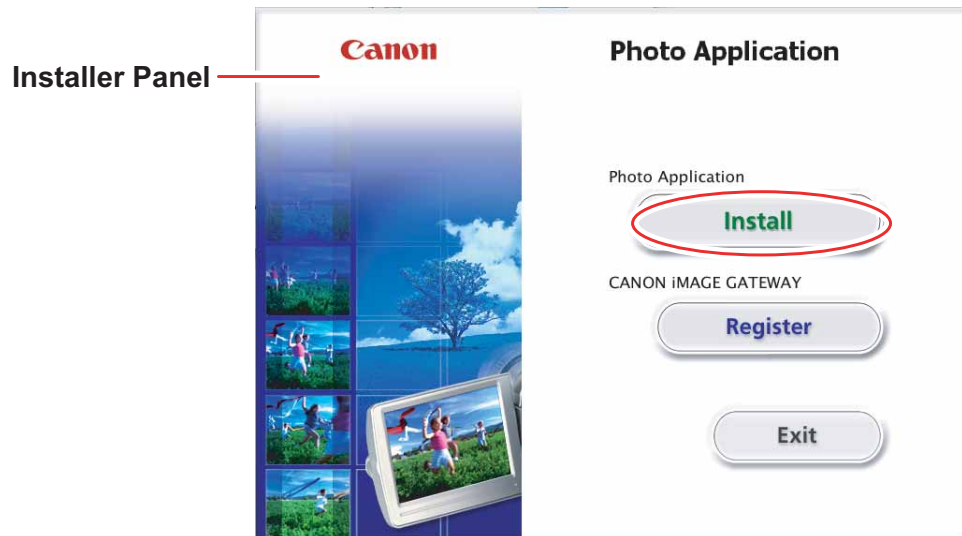 Canon
Photo Application
Installer Panel
Photo Application
Install
CANON iMAGE GATEWAY
Register
Exit